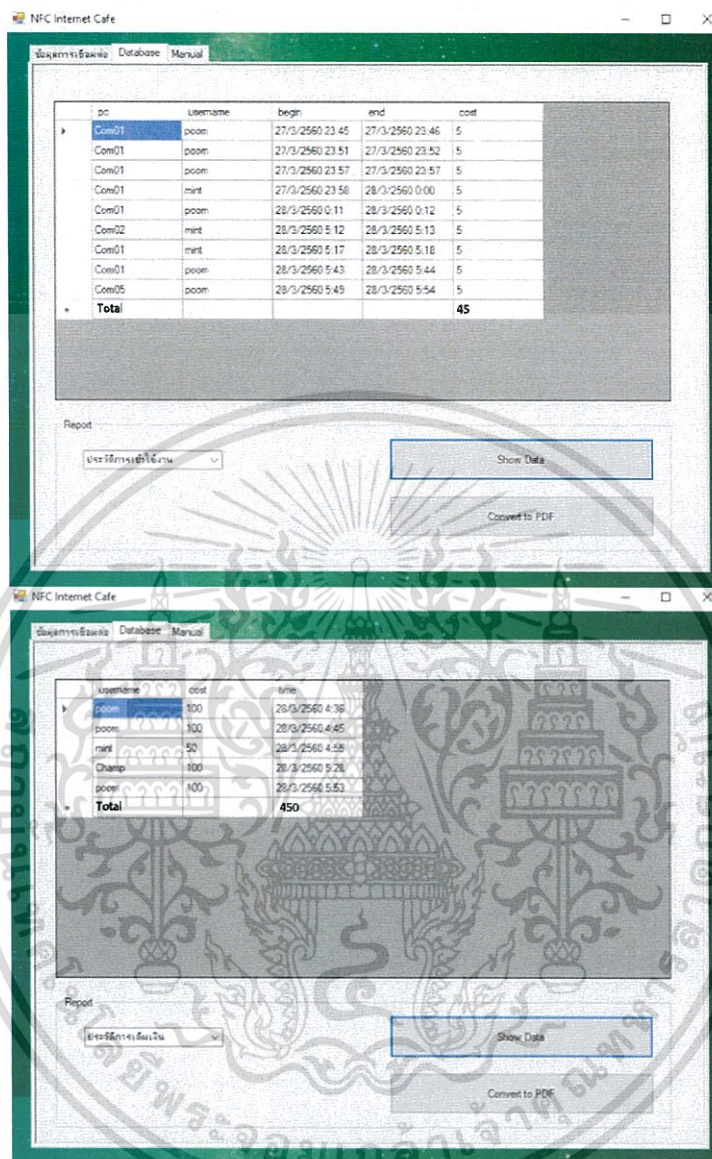 NFC Internet Cafe
ข้อมูลการเชื่อมต่อ Database Manual
pc username begin end cost
Com01 poom 27/3/2560 23:45 27/3/2560 23:46 5
Com01 poom 27/3/2560 23:51 27/3/2560 23:52 5
Com01 poom 27/3/2560 23:57 27/3/2560 23:57 5
Com01 mint 27/3/2560 23:58 28/3/2560 0:00 5
Com01 poom 28/3/2560 0:11 28/3/2560 0:12 5
Com02 mint 28/3/2560 5:12 28/3/2560 5:13 5
Com01 mint 28/3/2560 5:17 28/3/2560 5:18 5
Com01 poom 28/3/2560 5:43 28/3/2560 5:44 5
Com05 poom 28/3/2560 5:49 28/3/2560 5:54 5
Total 45
Report
ประวัติการเข้าใช้งาน Show Data
Convert to PDF
NFC Internet Cafe
ข้อมูลการเชื่อมต่อ Database Manual
username cost time
poom 100 28/3/2560 4:36
poom 100 28/3/2560 4:45
mint 50 28/3/2560 4:55
Champ 100 28/3/2560 5:28
poom 100 28/3/2560 5:53
Total 450
Report
ประวัติการเติมเงิน Show Data
Convert to PDF